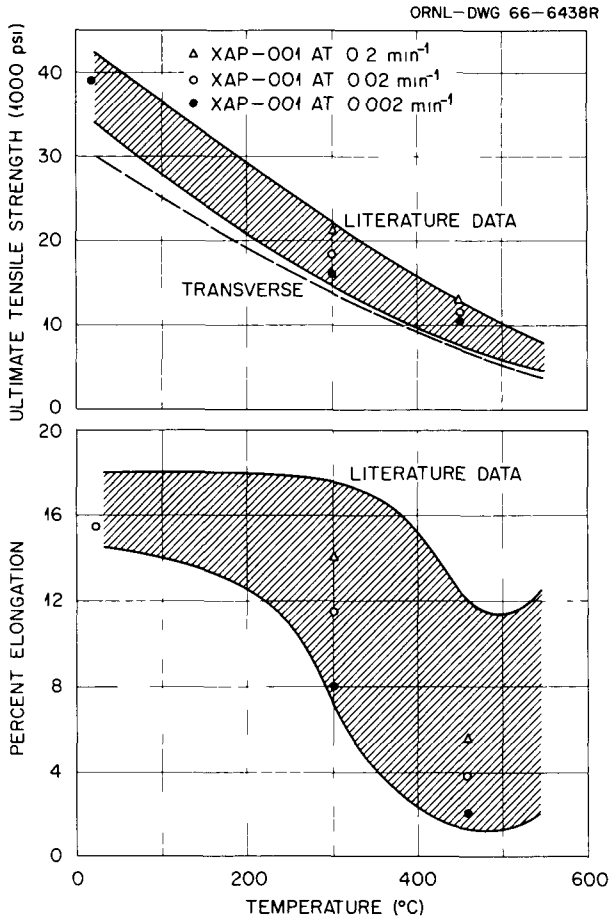 ORNL-DWG 66-6438R
ULTIMATE TENSILE STRENGTH (1000 psi)
40
30
20
10
0
△ XAP-001 AT 0.2 min⁻¹
○ XAP-001 AT 0.02 min⁻¹
● XAP-001 AT 0.002 min⁻¹
LITERATURE DATA
TRANSVERSE
PERCENT ELONGATION
20
16
12
8
4
0
LITERATURE DATA
0 200 400 600
TEMPERATURE (°C)